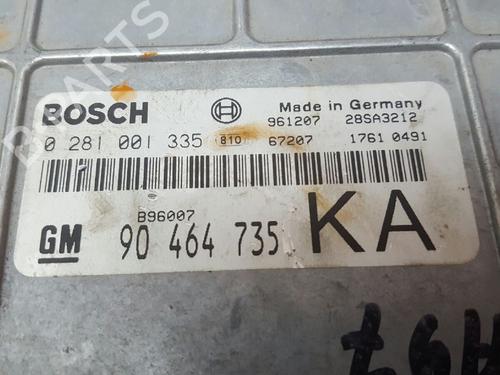 BOSCH Made in Germany
961207 28SA3212
0 281 001 335 810 67207 1761 0491
B96007
GM 90 464 735 KA